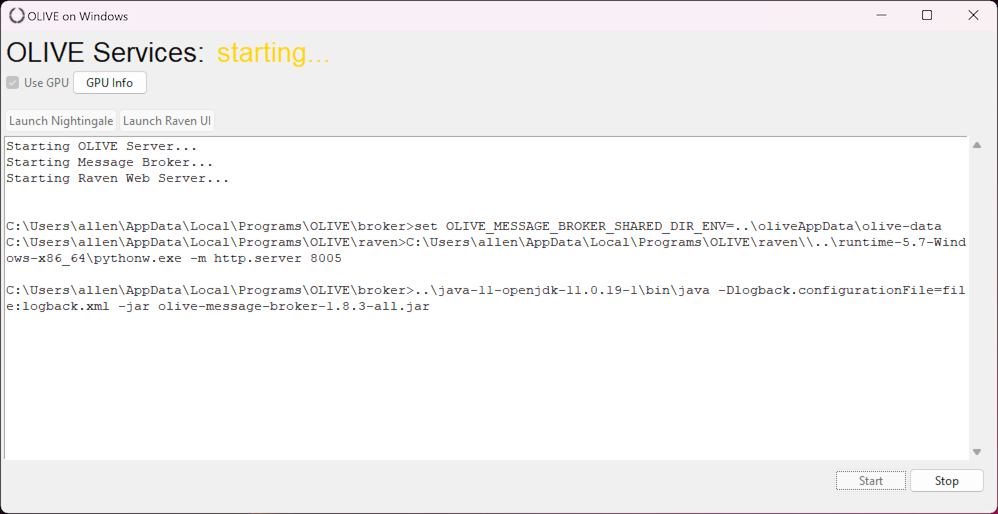 OLIVE on Windows
OLIVE Services: starting...
Use GPU GPU Info
Launch Nightingale Launch Raven UI
Starting OLIVE Server...
Starting Message Broker...
Starting Raven Web Server...
C:\Users\allen\AppData\Local\Programs\OLIVE\broker>set OLIVE_MESSAGE_BROKER_SHARED_DIR_ENV=..\oliveAppData\olive-data
C:\Users\allen\AppData\Local\Programs\OLIVE\raven>C:\Users\allen\AppData\Local\Programs\OLIVE\raven\\..\runtime-5.7-Wind
ows-x86_64\pythonw.exe -m http.server 8005
C:\Users\allen\AppData\Local\Programs\OLIVE\broker>..\java-11-openjdk-11.0.19-1\bin\java -Dlogback.configurationFile=fil
e:logback.xml -jar olive-message-broker-1.8.3-all.jar
Start Stop